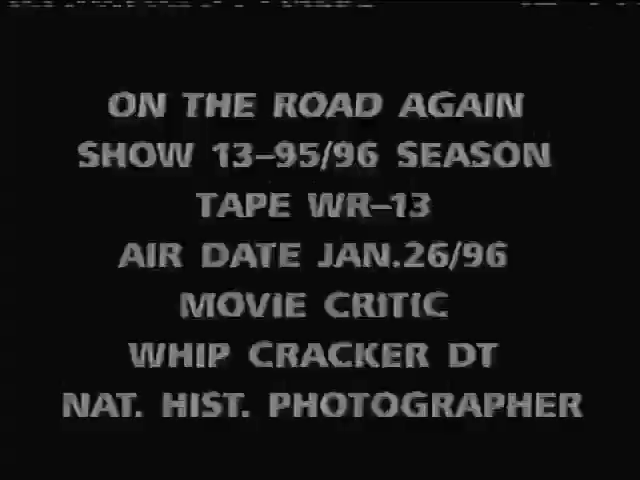 ON THE ROAD AGAIN
SHOW 13-95/96 SEASON
TAPE WR-13
AIR DATE JAN.26/96
MOVIE CRITIC
WHIP CRACKER DT
NAT. HIST. PHOTOGRAPHER